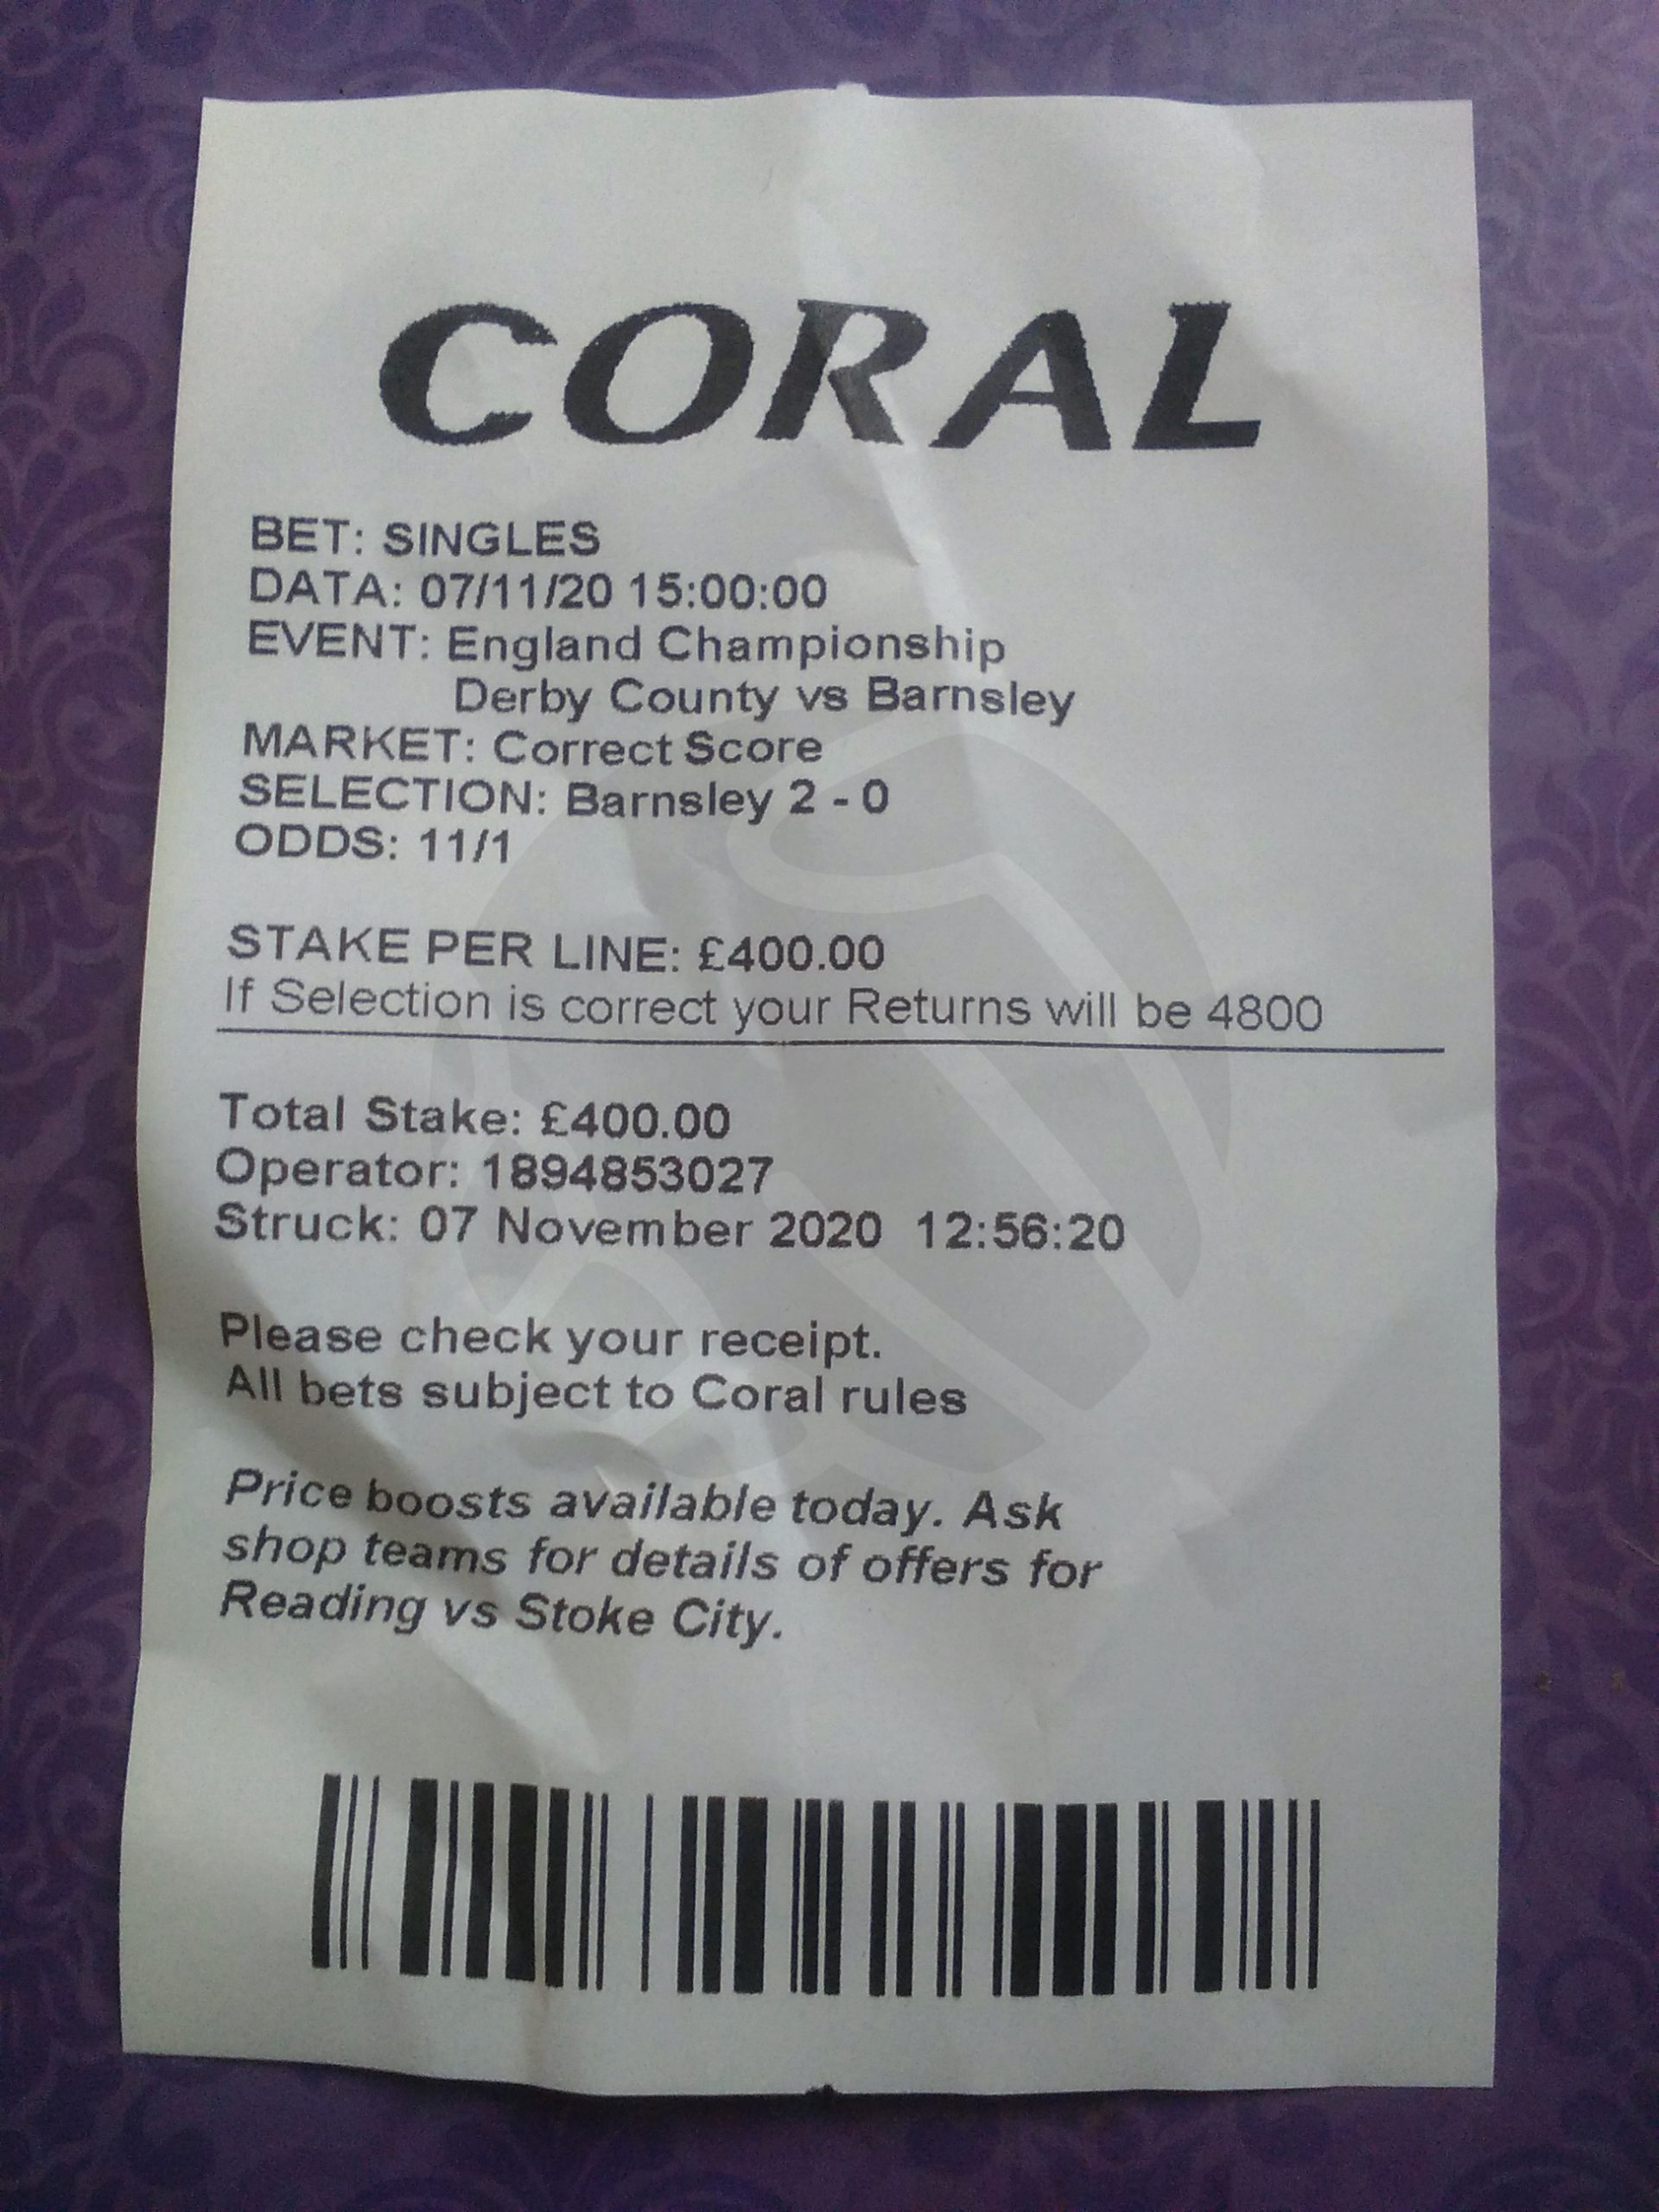 CORAL
BET: SINGLES
DATA: 07/11/20 15:00:00
EVENT: England Championship
Derby County vs Barnsley
MARKET: Correct Score
SELECTION: Barnsley 2 - 0
ODDS: 11/1
STAKE PER LINE: £400.00
If Selection is correct your Returns will be 4800
Total Stake: £400.00
Operator: 1894853027
Struck: 07 November 2020 12:56:20
Please check your receipt.
All bets subject to Coral rules
Price boosts available today. Ask
shop teams for details of offers for
Reading vs Stoke City.